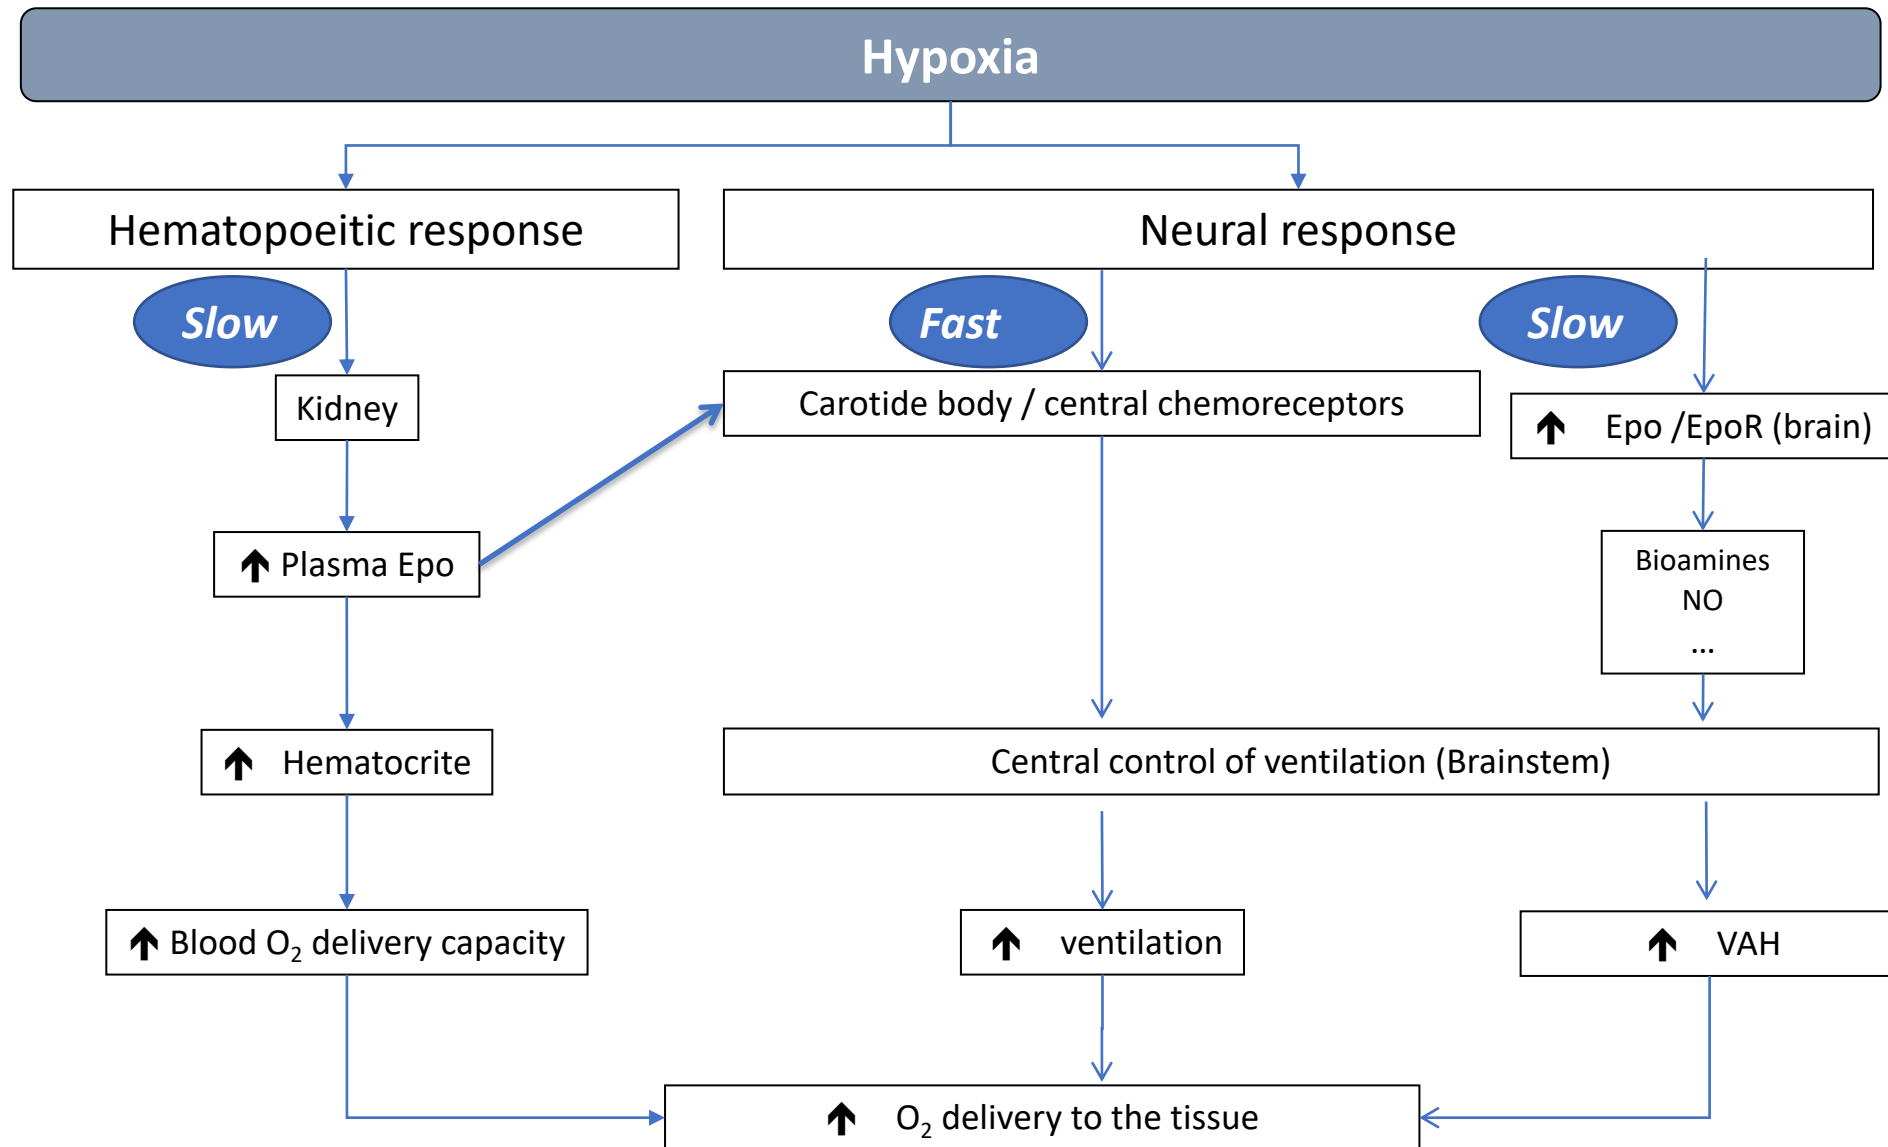 Hypoxia
Hematopoeitic response
Neural response
Slow
Fast
Slow
Kidney
Carotide body / central chemoreceptors
↑ Epo /EpoR (brain)
↑ Plasma Epo
Bioamines
NO
...
↑ Hematocrite
Central control of ventilation (Brainstem)
↑ Blood O₂ delivery capacity
↑ ventilation
↑ VAH
↑ O₂ delivery to the tissue